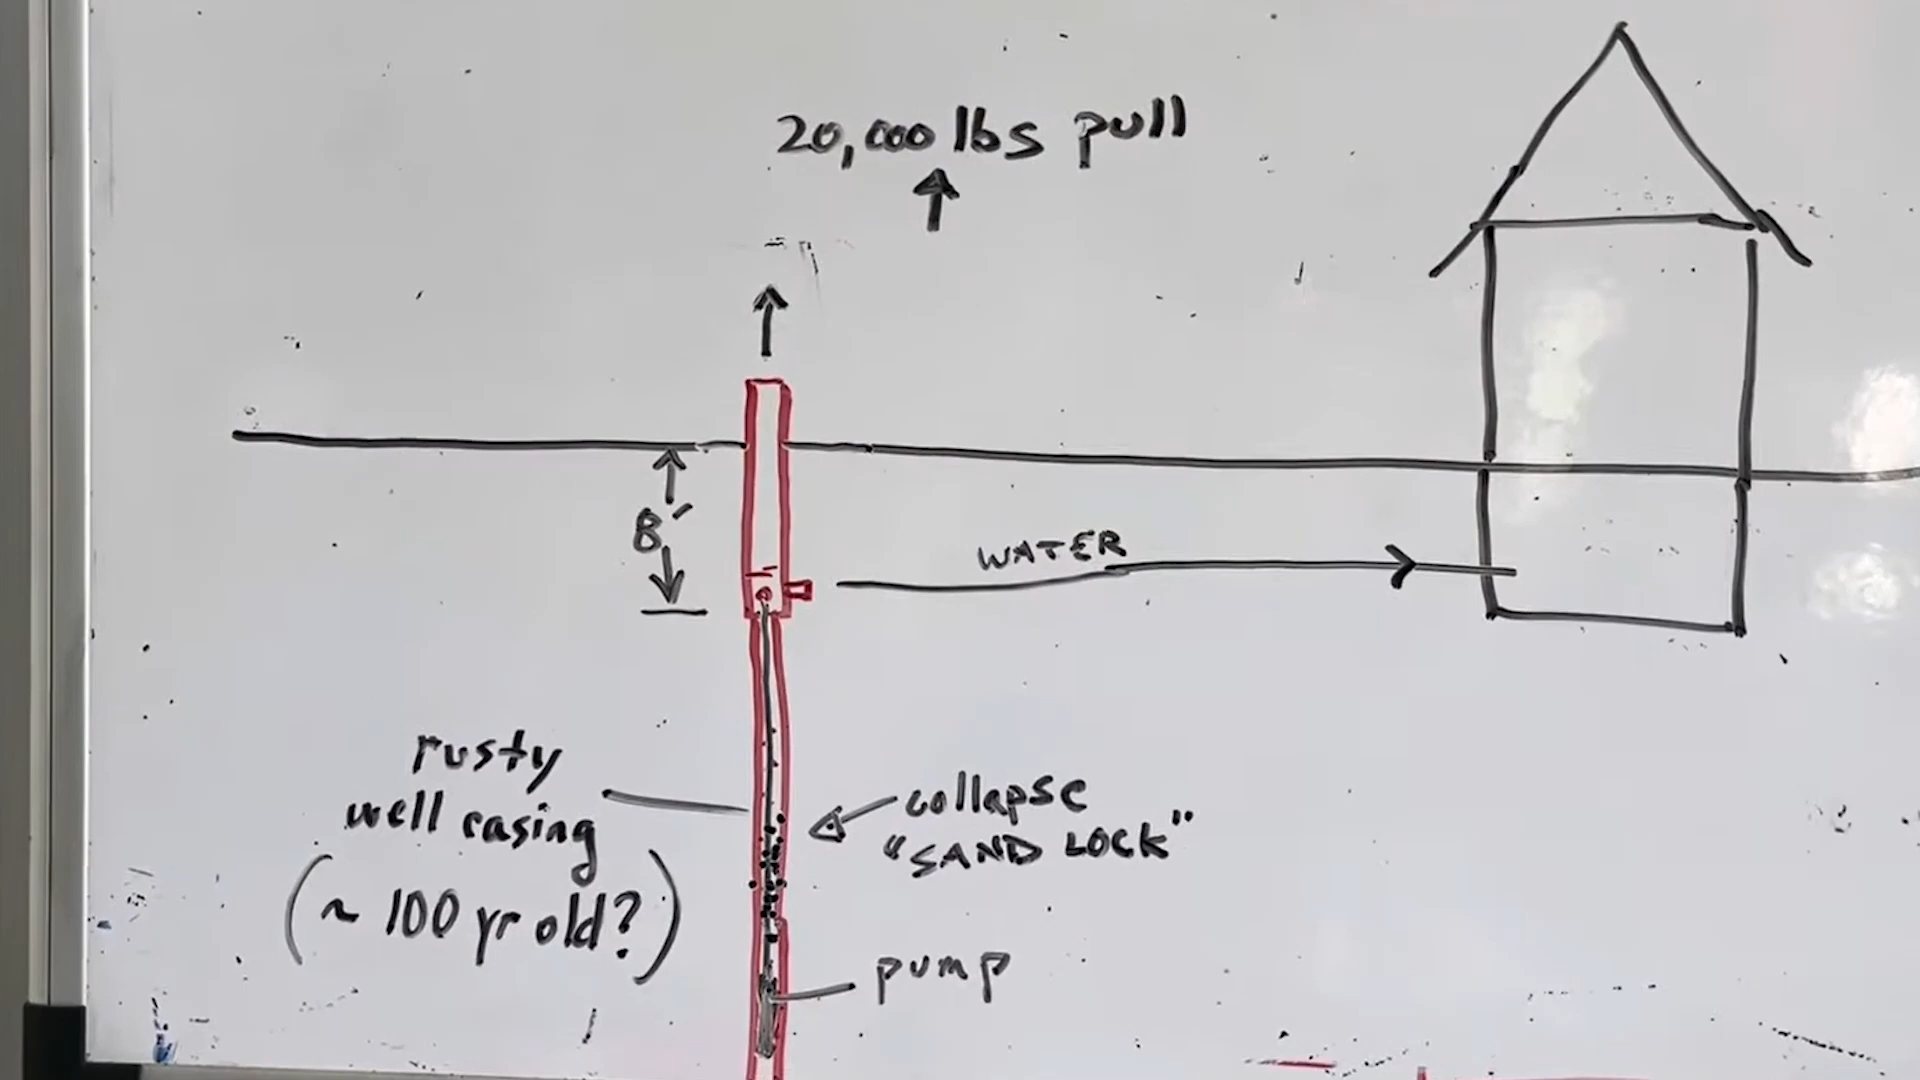 20,000 lbs pull
8'
WATER
rusty
well casing
(~ 100 yr old?)
collapse
"SAND LOCK"
pump